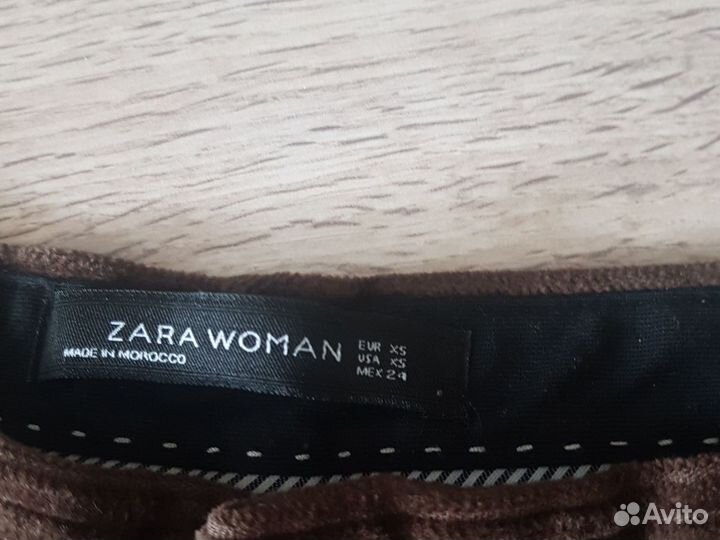 ZARA WOMAN
MADE IN MOROCCO
EUR XS
USA XS
MEX 24
Avito